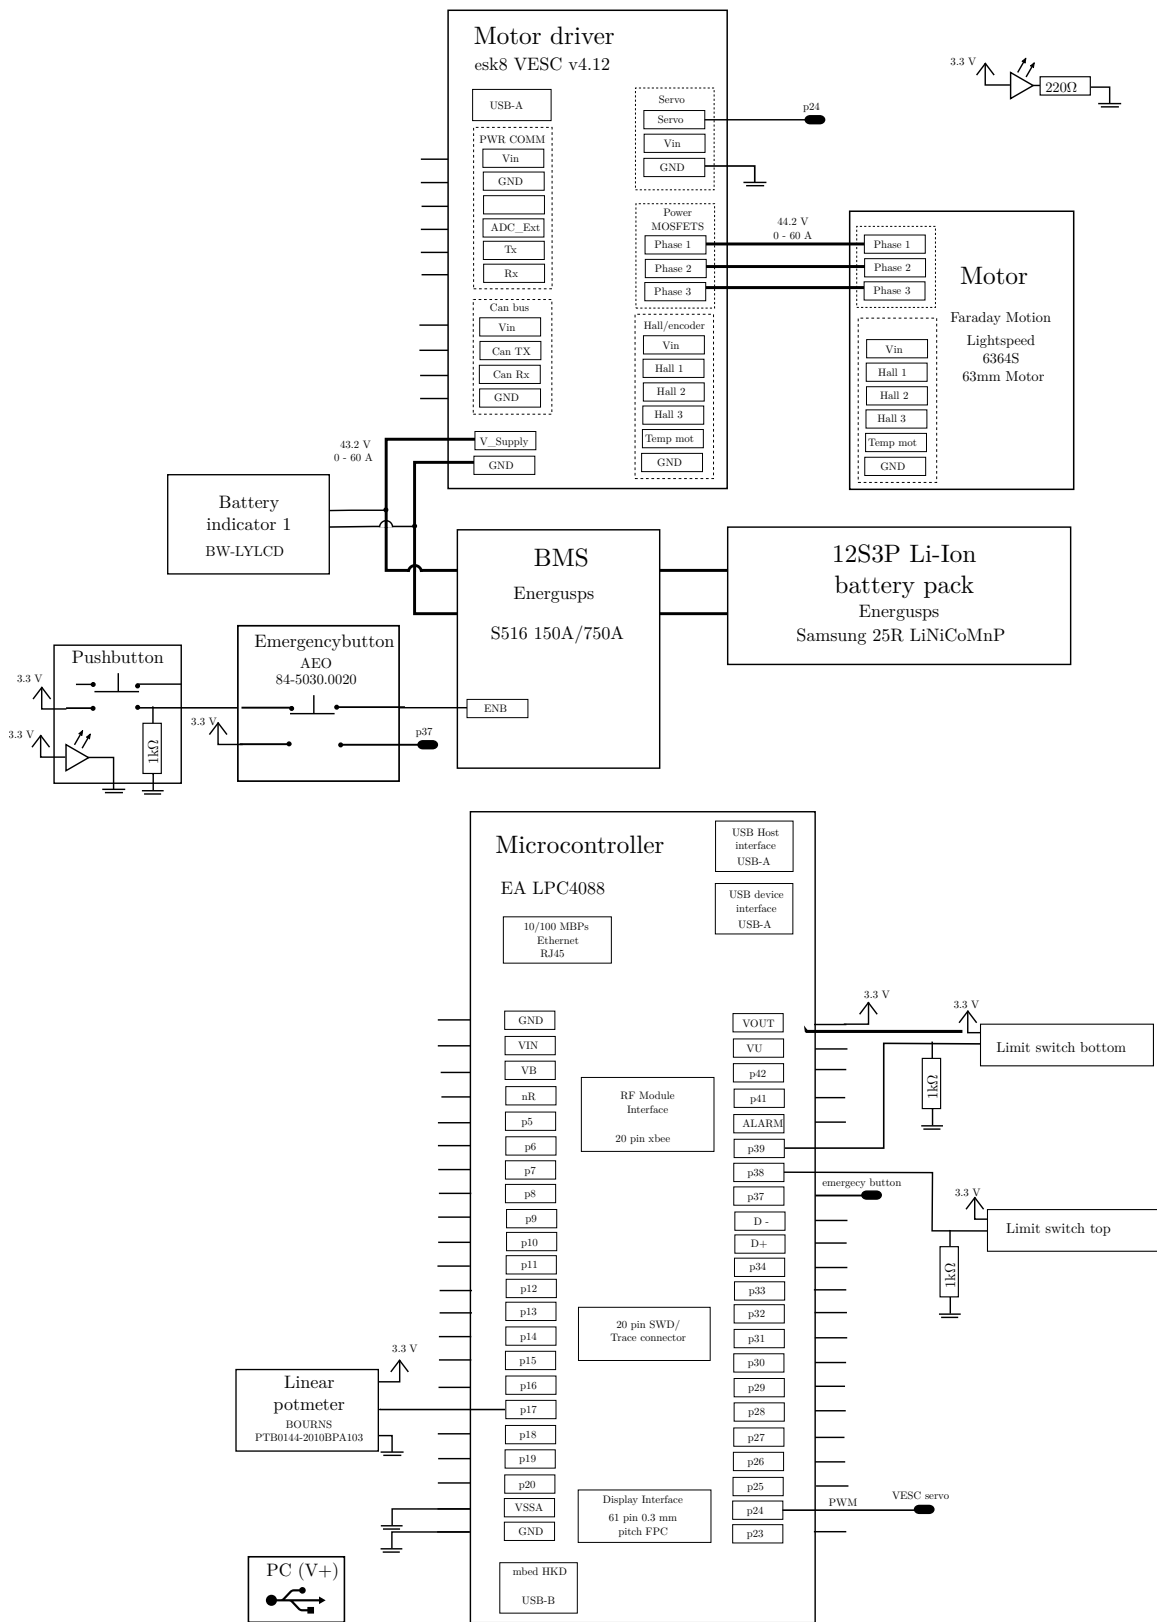 Motor driver
esk8 VESC v4.12
USB-A
PWR COMM
Vin
GND
ADC_Ext
Tx
Rx
Can bus
Vin
Can TX
Can Rx
GND
V_Supply
GND
Servo
Servo
Vin
GND
Power
MOSFETS
Phase 1
Phase 2
Phase 3
Hall/encoder
Vin
Hall 1
Hall 2
Hall 3
Temp mot
GND
p24
3.3 V
220Ω
44.2 V
0 - 60 A
Phase 1
Phase 2
Phase 3
Vin
Hall 1
Hall 2
Hall 3
Temp mot
GND
Motor
Faraday Motion
Lightspeed
6364S
63mm Motor
43.2 V
0 - 60 A
Battery
indicator 1
BW-LYLCD
BMS
Energusps
S516 150A/750A
ENB
12S3P Li-Ion
battery pack
Energusps
Samsung 25R LiNiCoMnP
Pushbutton
3.3 V
3.3 V
1kΩ
Emergencybutton
AEO
84-5030.0020
3.3 V
p37
Microcontroller
EA LPC4088
USB Host
interface
USB-A
USB device
interface
USB-A
10/100 MBPs
Ethernet
RJ45
GND
VIN
VB
nR
p5
p6
p7
p8
p9
p10
p11
p12
p13
p14
p15
p16
p17
p18
p19
p20
VSSA
GND
RF Module
Interface
20 pin xbee
20 pin SWD/
Trace connector
Display Interface
61 pin 0.3 mm
pitch FPC
mbed HKD
USB-B
VOUT
VU
p42
p41
ALARM
p39
p38
p37
D -
D+
p34
p33
p32
p31
p30
p29
p28
p27
p26
p25
p24
p23
3.3 V
3.3 V
Limit switch bottom
1kΩ
emergecy button
3.3 V
Limit switch top
1kΩ
PWM
VESC servo
3.3 V
Linear
potmeter
BOURNS
PTB0144-2010BPA103
PC (V+)